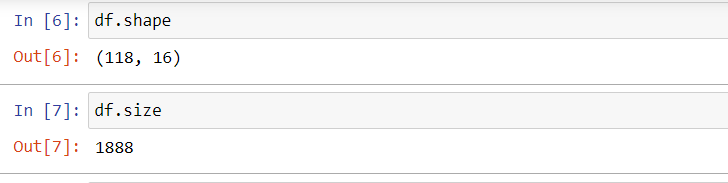 In [6]: df.shape
Out[6]: (118, 16)
In [7]: df.size
Out[7]: 1888